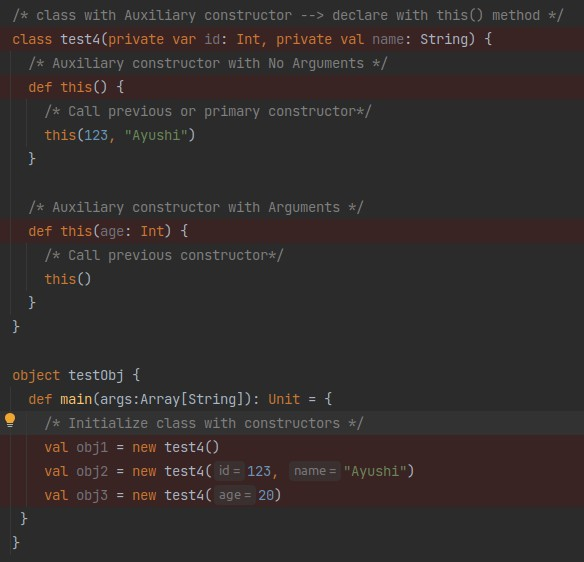 /* class with Auxiliary constructor --> declare with this() method */
class test4(private var id: Int, private val name: String) {
  /* Auxiliary constructor with No Arguments */
  def this() {
    /* Call previous or primary constructor*/
    this(123, "Ayushi")
  }
  /* Auxiliary constructor with Arguments */
  def this(age: Int) {
    /* Call previous constructor*/
    this()
  }
}
object testObj {
  def main(args:Array[String]): Unit = {
    /* Initialize class with constructors */
    val obj1 = new test4()
    val obj2 = new test4( id = 123, name = "Ayushi")
    val obj3 = new test4( age = 20)
 }
}